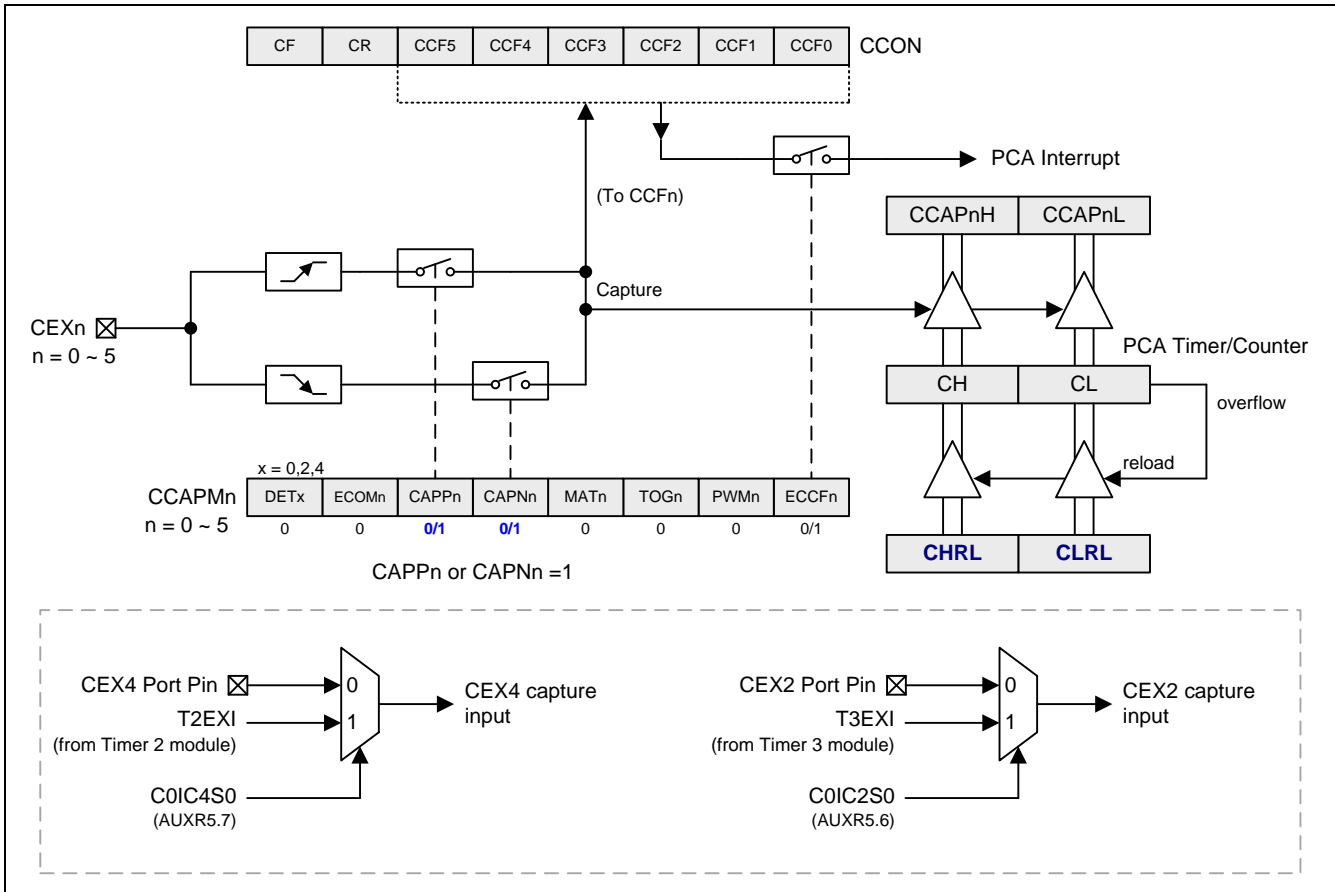 CF CR CCF5 CCF4 CCF3 CCF2 CCF1 CCF0 CCON
PCA Interrupt
(To CCFn)
CCAPnH CCAPnL
Capture
CEXn
n = 0 ~ 5
PCA Timer/Counter
CH CL
overflow
reload
x = 0,2,4
CCAPMn DETx ECOMn CAPPn CAPNn MATn TOGn PWMn ECCFn
n = 0 ~ 5 0 0 0/1 0/1 0 0 0 0/1
CHRL CLRL
CAPPn or CAPNn =1
CEX4 Port Pin 0
T2EXI 1
(from Timer 2 module)
CEX4 capture
input
C0IC4S0
(AUXR5.7)
CEX2 Port Pin 0
T3EXI 1
(from Timer 3 module)
CEX2 capture
input
C0IC2S0
(AUXR5.6)